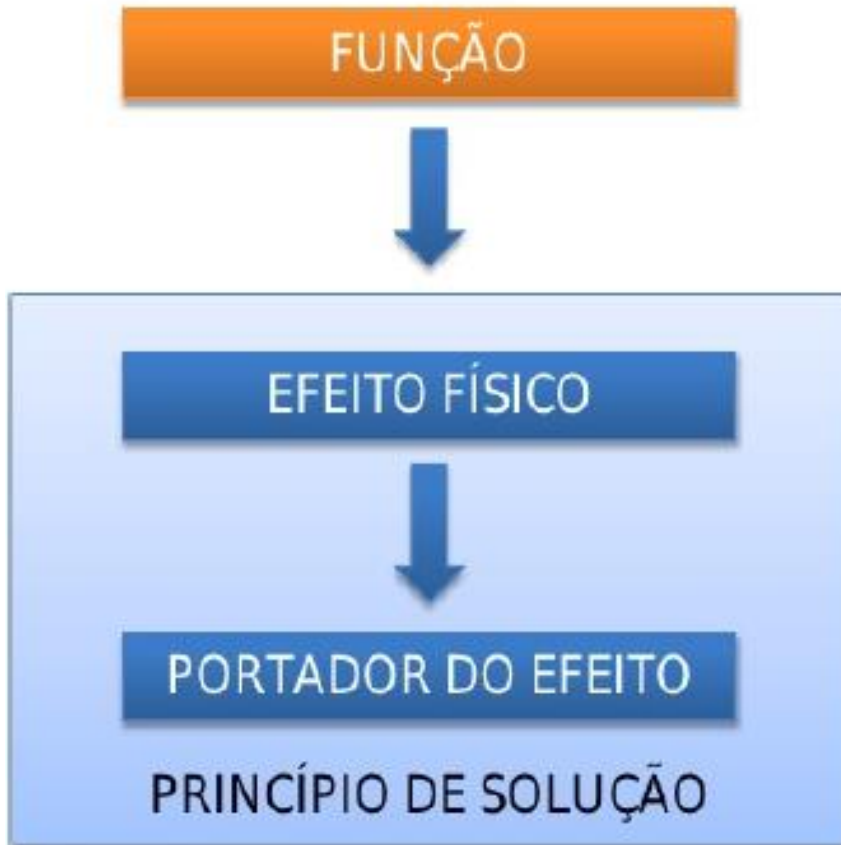 FUNÇÃO
EFEITO FÍSICO
PORTADOR DO EFEITO
PRINCÍPIO DE SOLUÇÃO